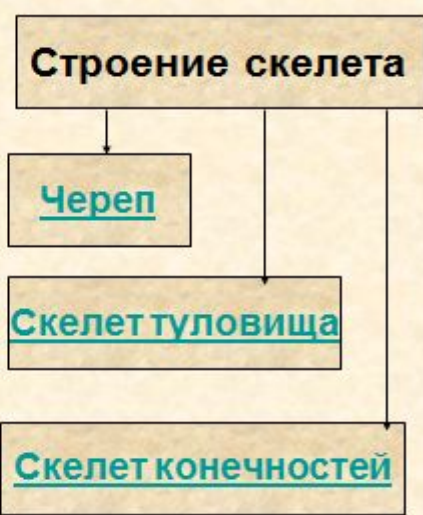 Строение скелета
Череп
Скелет туловища
Скелет конечностей